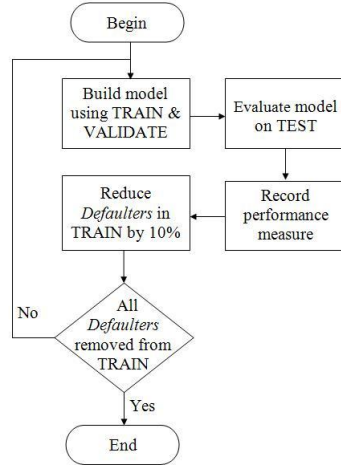 Begin
Build model
using TRAIN &
VALIDATE
Evaluate model
on TEST
Record
performance
measure
Reduce
Defaulters in
TRAIN by 10%
All
Defaulters
removed from
TRAIN
No
Yes
End